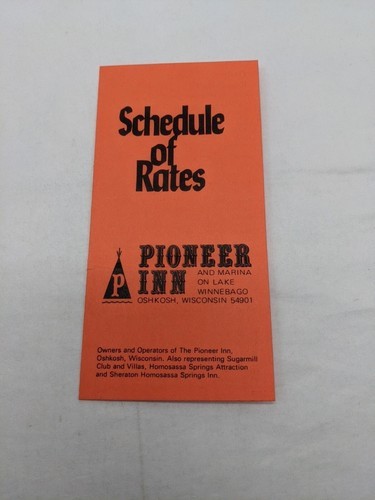 Schedule
of
Rates
PIONEER
INN AND MARINA
ON LAKE
WINNEBAGO
P
OSHKOSH, WISCONSIN 54901
Owners and Operators of The Pioneer Inn,
Oshkosh, Wisconsin. Also representing Sugarmill
Club and Villas, Homosassa Springs Attraction
and Sheraton Homosassa Springs Inn.